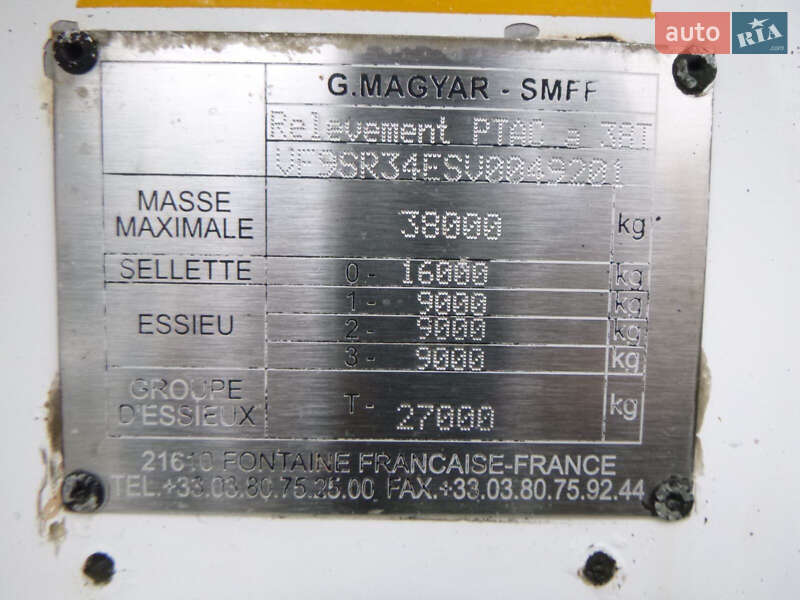 auto RIA
G.MAGYAR - SMFF
Relevement PTAC a 38T
VF9SR34ESV0049201
MASSE MAXIMALE 38000 kg
SELLETTE 0- 16000 kg
ESSIEU 1- 9000 kg
2- 9000 kg
3- 9000 kg
GROUPE D'ESSIEUX T- 27000 kg
21610 FONTAINE FRANCAISE-FRANCE
TEL.+33.03.80.75.25.00 FAX.+33.03.80.75.92.44